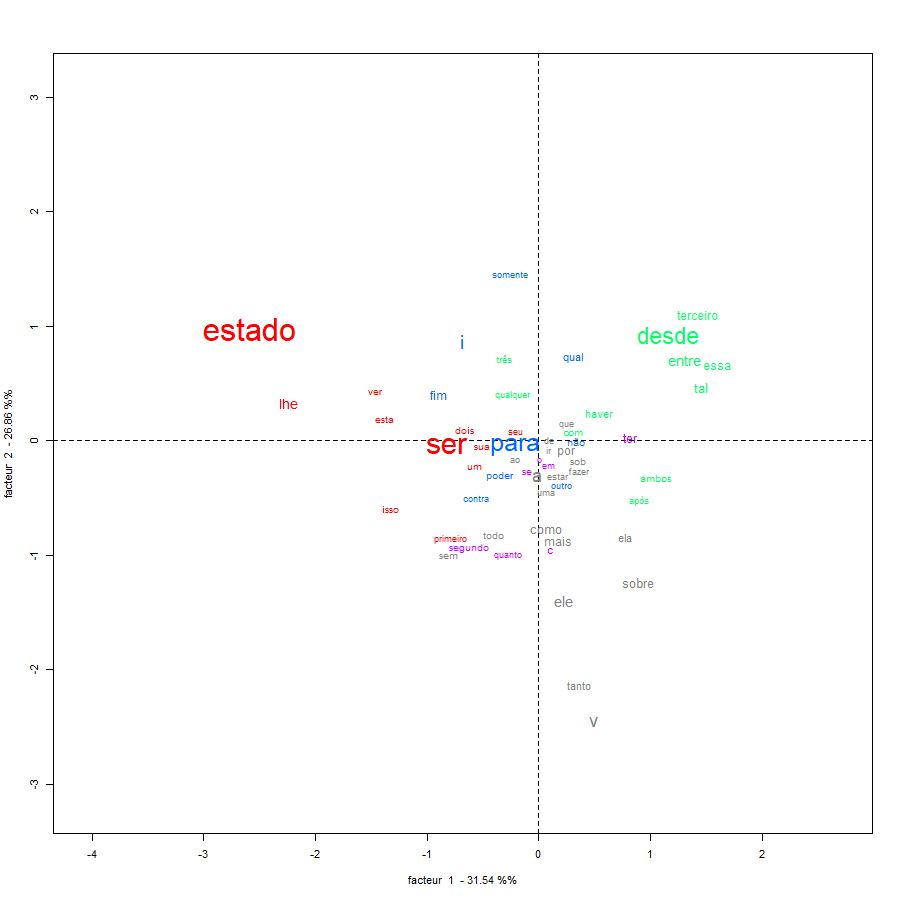 3
2
somente
terceiro
estado
desde
i
três
qual
entre
essa
ver
fim
qualquer
tal
lhe
esta
haver
que
dois
seu
com
ter
0
ser
para
de
não
sua
ir
por
ao
o
em
sob
um
se
fazer
poder
a
estar
ambos
outro
uma
contra
após
isso
como
primeiro
todo
mais
ela
segundo
c
-1
sem
quanto
sobre
ele
-2
tanto
v
-3
-4 -3 -2 -1 0 1 2
facteur 1 - 31.54 %%
facteur 2 - 26.86 %%
1